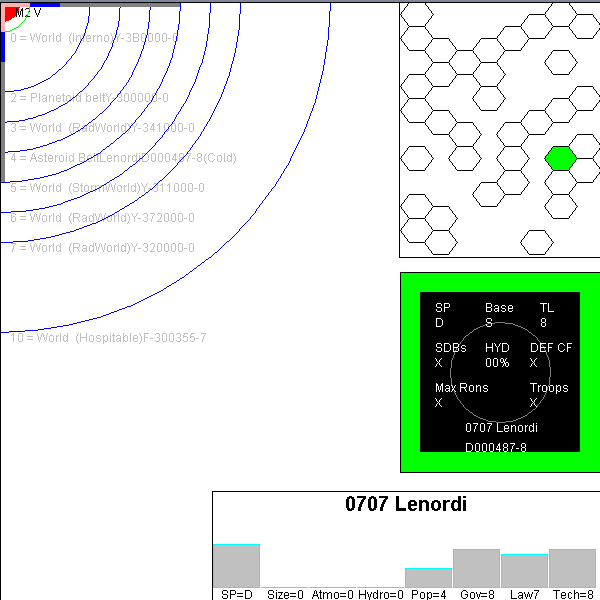 M2 V
0 = World (Inferno)Y-3B0000-0
2 = Planetoid beltY-300000-0
3 = World (RadWorld)Y-341000-0
4 = Asteroid BeltLenordiD000487-8(Cold)
5 = World (StormWorld)Y-311000-0
6 = World (RadWorld)Y-372000-0
7 = World (RadWorld)Y-320000-0
10 = World (Hospitable)F-300355-7
SP Base TL
D S 8
SDBs HYD DEF CF
X 00% X
Max Rons Troops
X X
0707 Lenordi
D000487-8
0707 Lenordi
SP=D Size=0 Atmo=0 Hydro=0 Pop=4 Gov=8 Law7 Tech=8